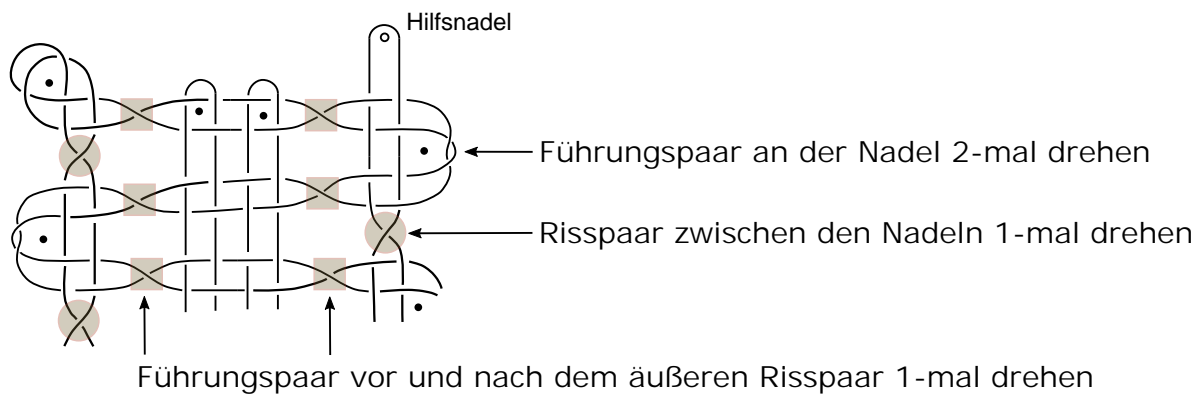 Hilfsnadel
Führungspaar an der Nadel 2-mal drehen
Risspaar zwischen den Nadeln 1-mal drehen
Führungspaar vor und nach dem äußeren Risspaar 1-mal drehen